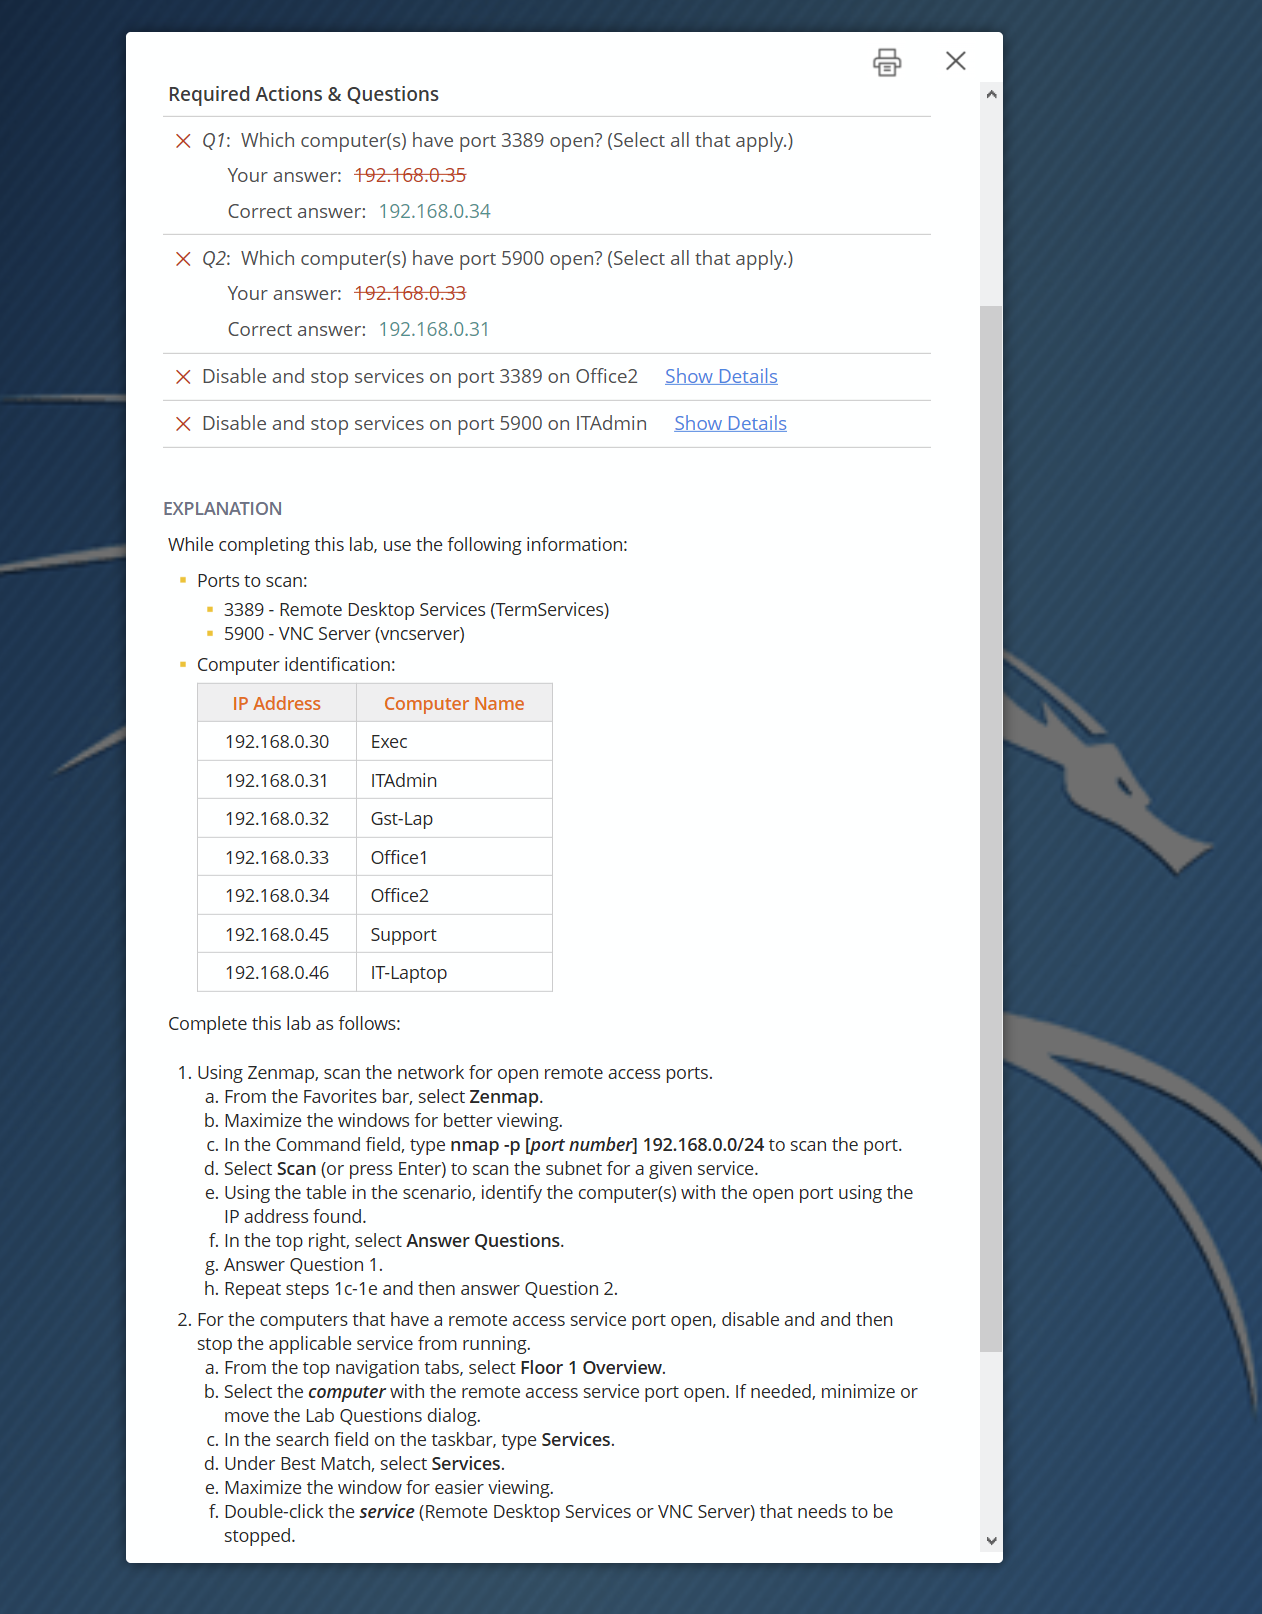 Required Actions & Questions
Q1: Which computer(s) have port 3389 open? (Select all that apply.)
Your answer: 192.168.0.35
Correct answer: 192.168.0.34
Q2: Which computer(s) have port 5900 open? (Select all that apply.)
Your answer: 192.168.0.33
Correct answer: 192.168.0.31
Disable and stop services on port 3389 on Office2 Show Details
Disable and stop services on port 5900 on ITAdmin Show Details
EXPLANATION
While completing this lab, use the following information:
Ports to scan:
3389 - Remote Desktop Services (TermServices)
5900 - VNC Server (vncserver)
Computer identification:
IP Address Computer Name
192.168.0.30 Exec
192.168.0.31 ITAdmin
192.168.0.32 Gst-Lap
192.168.0.33 Office1
192.168.0.34 Office2
192.168.0.45 Support
192.168.0.46 IT-Laptop
Complete this lab as follows:
1. Using Zenmap, scan the network for open remote access ports.
a. From the Favorites bar, select Zenmap.
b. Maximize the windows for better viewing.
c. In the Command field, type nmap -p [port number] 192.168.0.0/24 to scan the port.
d. Select Scan (or press Enter) to scan the subnet for a given service.
e. Using the table in the scenario, identify the computer(s) with the open port using the
IP address found.
f. In the top right, select Answer Questions.
g. Answer Question 1.
h. Repeat steps 1c-1e and then answer Question 2.
2. For the computers that have a remote access service port open, disable and and then
stop the applicable service from running.
a. From the top navigation tabs, select Floor 1 Overview.
b. Select the computer with the remote access service port open. If needed, minimize or
move the Lab Questions dialog.
c. In the search field on the taskbar, type Services.
d. Under Best Match, select Services.
e. Maximize the window for easier viewing.
f. Double-click the service (Remote Desktop Services or VNC Server) that needs to be
stopped.